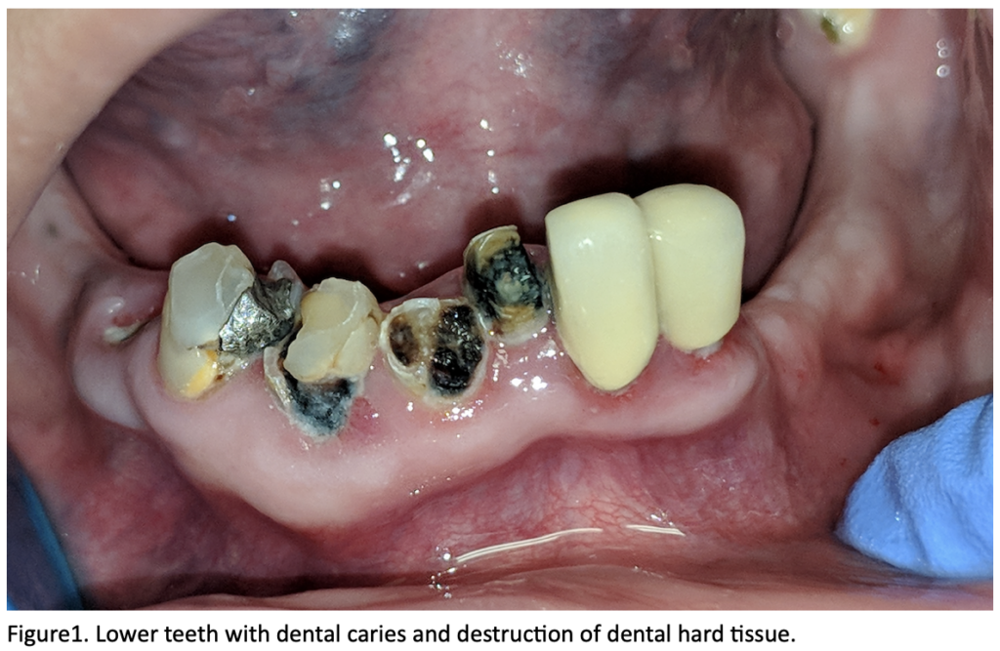 Figure1. Lower teeth with dental caries and destruction of dental hard tissue.